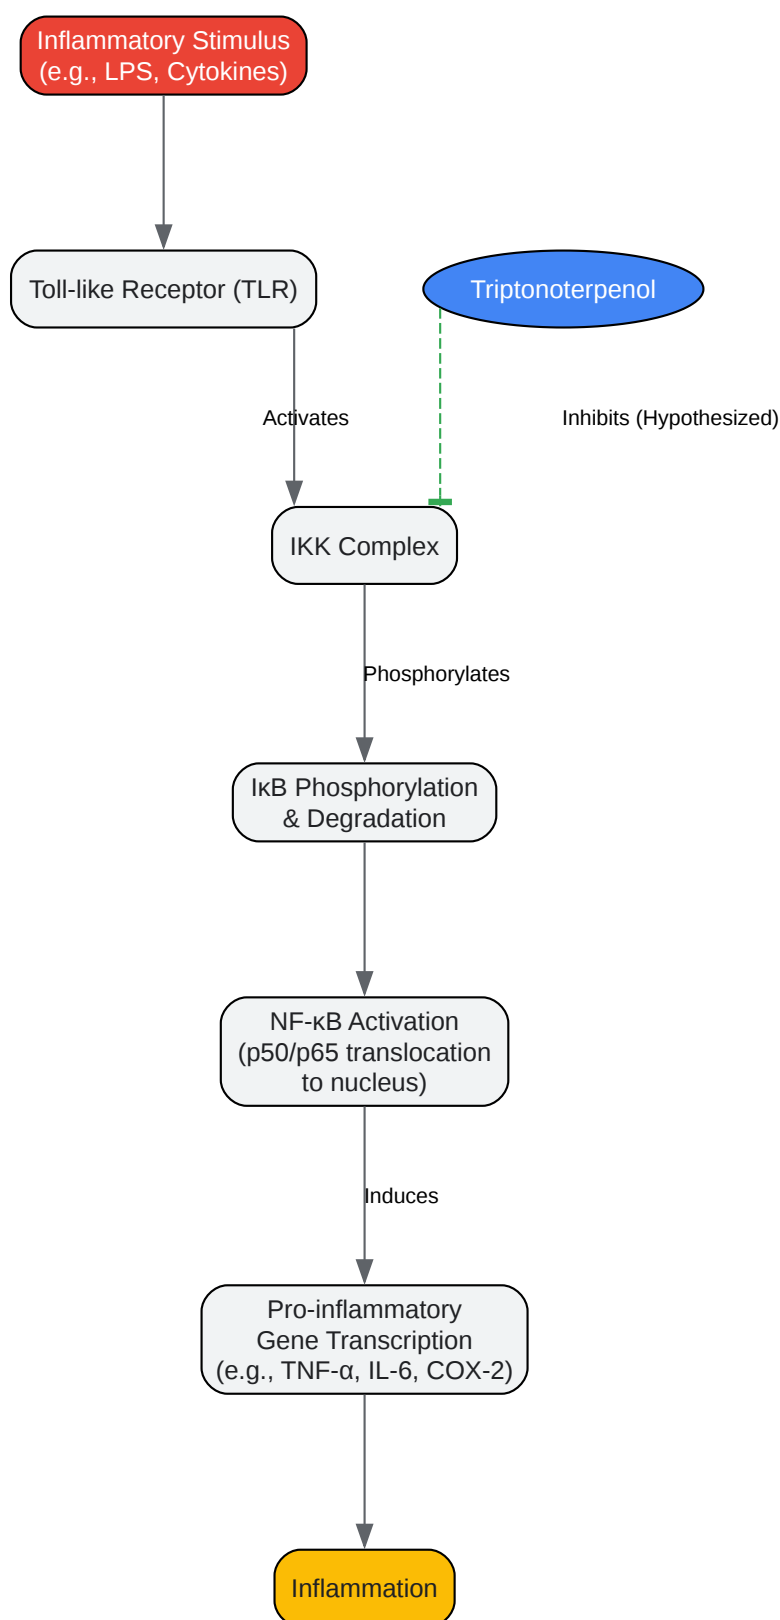 Inflammatory Stimulus
(e.g., LPS, Cytokines)
Toll-like Receptor (TLR)
Triptonoterpenol
Activates
Inhibits (Hypothesized)
IKK Complex
Phosphorylates
IκB Phosphorylation
& Degradation
NF-κB Activation
(p50/p65 translocation
to nucleus)
Induces
Pro-inflammatory
Gene Transcription
(e.g., TNF-α, IL-6, COX-2)
Inflammation